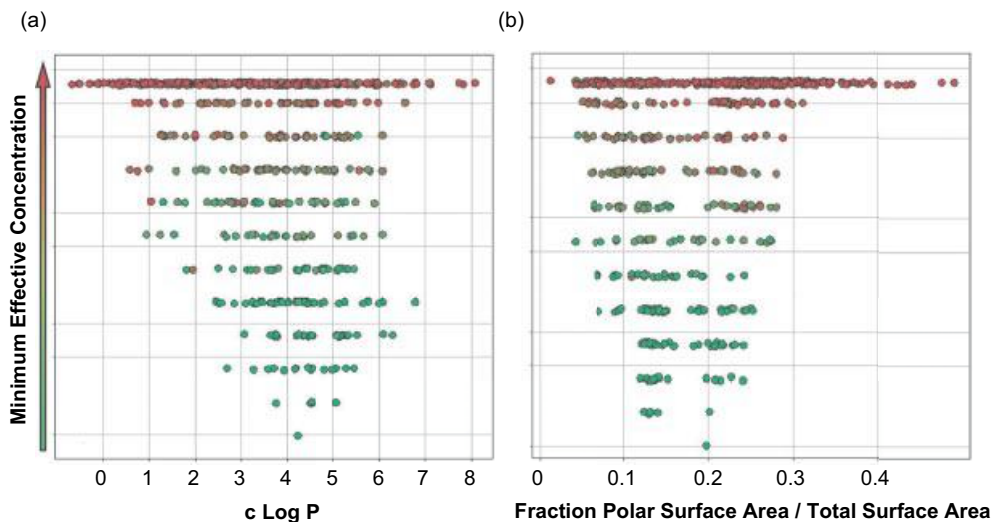 (a)
(b)
Minimum Effective Concentration
0 1 2 3 4 5 6 7 8
c Log P
0 0.1 0.2 0.3 0.4
Fraction Polar Surface Area / Total Surface Area